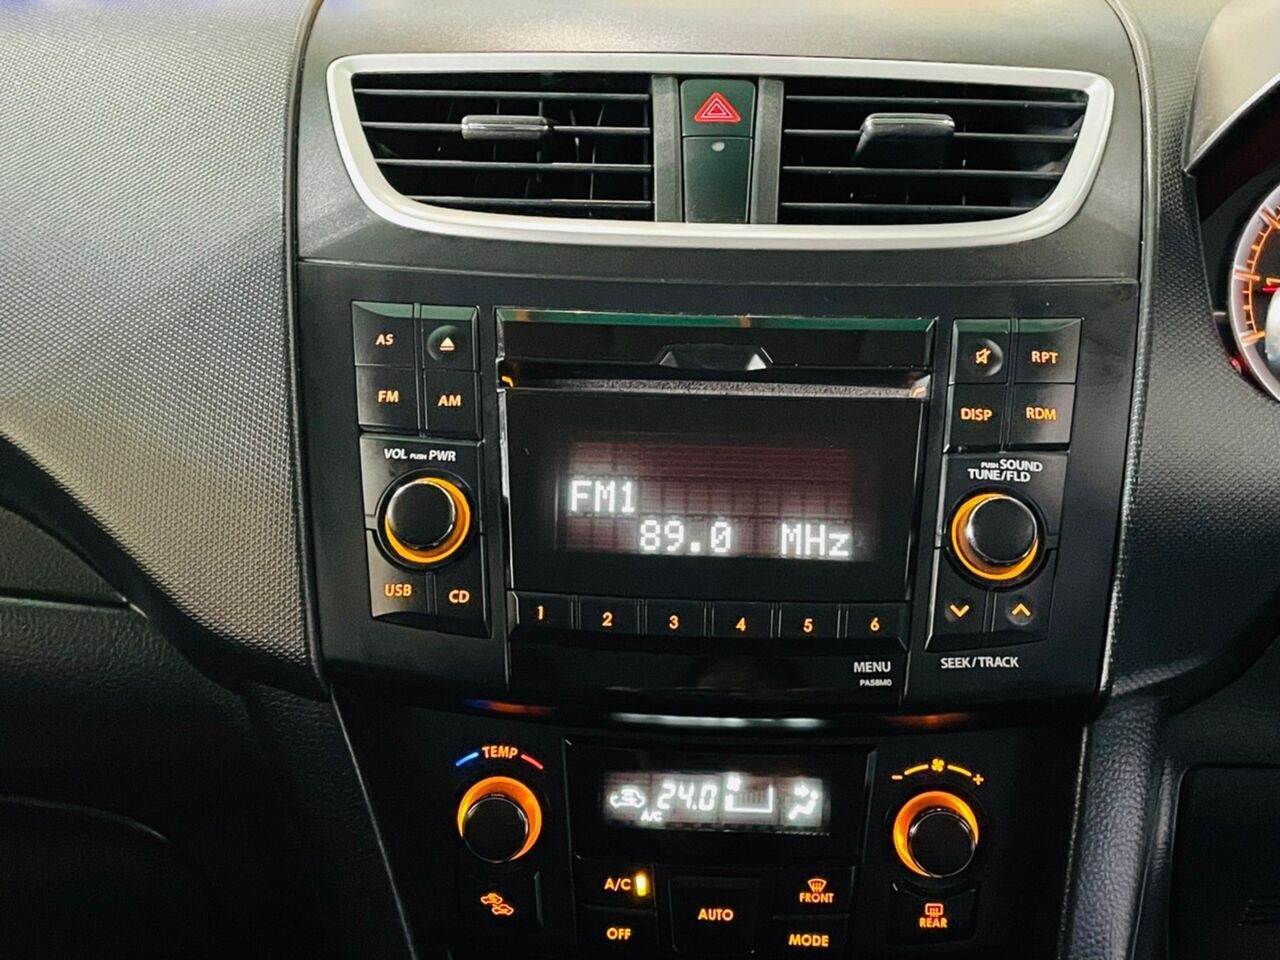 AS
FM AM
VOL PUSH PWR
USB CD
FM1
89.0 MHz
1 2 3 4 5 6
MENU
PA58M0
RPT
DISP RDM
PUSH SOUND
TUNE/FLD
SEEK/TRACK
TEMP
24.0
A/C
- +
A/C
OFF
AUTO
FRONT
MODE
REAR